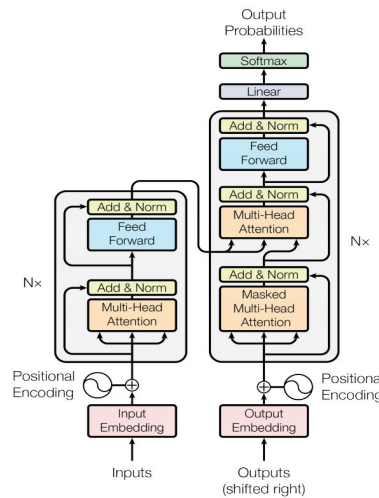 Output
Probabilities
Softmax
Linear
Add & Norm
Feed
Forward
Add & Norm
Multi-Head
Attention
Add & Norm
Masked
Multi-Head
Attention
N×
Add & Norm
Feed
Forward
N×
Add & Norm
Multi-Head
Attention
Positional
Encoding
Positional
Encoding
Input
Embedding
Output
Embedding
Inputs
Outputs
(shifted right)